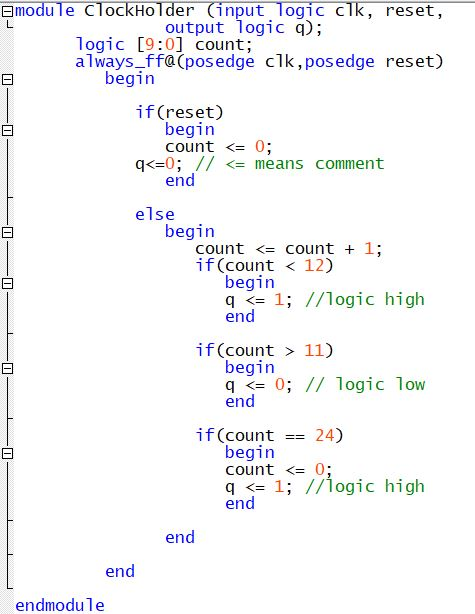 module ClockHolder (input logic clk, reset,
output logic q);
logic [9:0] count;
always_ff@(posedge clk,posedge reset)
begin
if(reset)
begin
count <= 0;
q<=0; // <= means comment
end
else
begin
count <= count + 1;
if(count < 12)
begin
q <= 1; //logic high
end
if(count > 11)
begin
q <= 0; // logic low
end
if(count == 24)
begin
count <= 0;
q <= 1; //logic high
end
end
end
endmodule